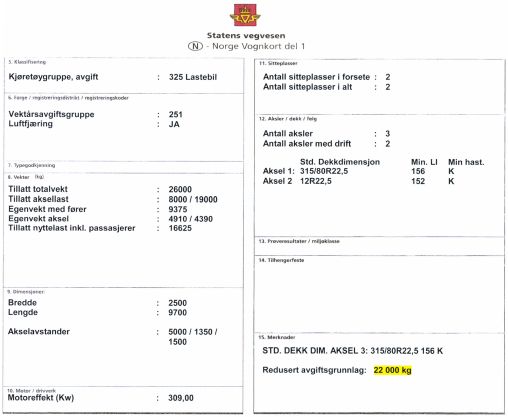 Statens vegvesen
N - Norge Vognkort del 1
5. Klassifisering
Kjøretøygruppe, avgift : 325 Lastebil
6. Farge / registreringsdistrikt / registreringskoder
Vektårsavgiftsgruppe : 251
Luftfjæring : JA
7. Typegodkjenning
8. Vekter (kg)
Tillatt totalvekt : 26000
Tillatt aksellast : 8000 / 19000
Egenvekt med fører : 9375
Egenvekt aksel : 4910 / 4390
Tillatt nyttelast inkl. passasjerer : 16625
9. Dimensjoner:
Bredde : 2500
Lengde : 9700
Akselavstander : 5000 / 1350 /
1500
10. Motor / drivverk
Motoreffekt (Kw) : 309,00
11. Sitteplasser
Antall sitteplasser i forsete : 2
Antall sitteplasser i alt : 2
12. Aksler / dekk / felg
Antall aksler : 3
Antall aksler med drift : 2
Std. Dekkdimensjon Min. LI Min hast.
Aksel 1: 315/80R22,5 156 K
Aksel 2 12R22,5 152 K
13. Prøveresultater / miljøklasse
14. Tilhengerfeste
15. Merknader
STD. DEKK DIM. AKSEL 3: 315/80R22,5 156 K
Redusert avgiftsgrunnlag: 22 000 kg